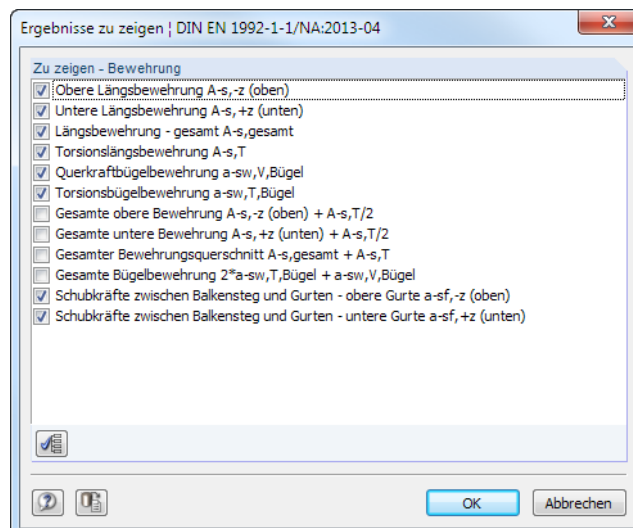 Ergebnisse zu zeigen ¦ DIN EN 1992-1-1/NA:2013-04
Zu zeigen - Bewehrung
Obere Längsbewehrung A-s,-z (oben)
Untere Längsbewehrung A-s,+z (unten)
Längsbewehrung - gesamt A-s,gesamt
Torsionslängsbewehrung A-s,T
Querkraftbügelbewehrung a-sw,V,Bügel
Torsionsbügelbewehrung a-sw,T,Bügel
Gesamte obere Bewehrung A-s,-z (oben) + A-s,T/2
Gesamte untere Bewehrung A-s,+z (unten) + A-s,T/2
Gesamter Bewehrungsquerschnitt A-s,gesamt + A-s,T
Gesamte Bügelbewehrung 2*a-sw,T,Bügel + a-sw,V,Bügel
Schubkräfte zwischen Balkensteg und Gurten - obere Gurte a-sf,-z (oben)
Schubkräfte zwischen Balkensteg und Gurten - untere Gurte a-sf,+z (unten)
OK
Abbrechen